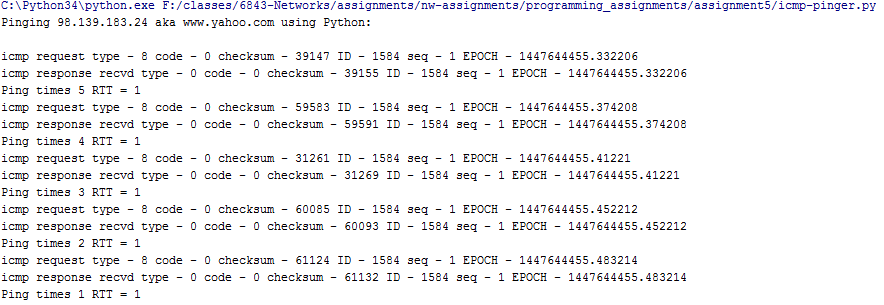 C:\Python34\python.exe F:/classes/6843-Networks/assignments/nw-assignments/programming_assignments/assignment5/icmp-pinger.py
Pinging 98.139.183.24 aka www.yahoo.com using Python:
icmp request type - 8 code - 0 checksum - 39147 ID - 1584 seq - 1 EPOCH - 1447644455.332206
icmp response recvd type - 0 code - 0 checksum - 39155 ID - 1584 seq - 1 EPOCH - 1447644455.332206
Ping times 5 RTT = 1
icmp request type - 8 code - 0 checksum - 59583 ID - 1584 seq - 1 EPOCH - 1447644455.374208
icmp response recvd type - 0 code - 0 checksum - 59591 ID - 1584 seq - 1 EPOCH - 1447644455.374208
Ping times 4 RTT = 1
icmp request type - 8 code - 0 checksum - 31261 ID - 1584 seq - 1 EPOCH - 1447644455.41221
icmp response recvd type - 0 code - 0 checksum - 31269 ID - 1584 seq - 1 EPOCH - 1447644455.41221
Ping times 3 RTT = 1
icmp request type - 8 code - 0 checksum - 60085 ID - 1584 seq - 1 EPOCH - 1447644455.452212
icmp response recvd type - 0 code - 0 checksum - 60093 ID - 1584 seq - 1 EPOCH - 1447644455.452212
Ping times 2 RTT = 1
icmp request type - 8 code - 0 checksum - 61124 ID - 1584 seq - 1 EPOCH - 1447644455.483214
icmp response recvd type - 0 code - 0 checksum - 61132 ID - 1584 seq - 1 EPOCH - 1447644455.483214
Ping times 1 RTT = 1